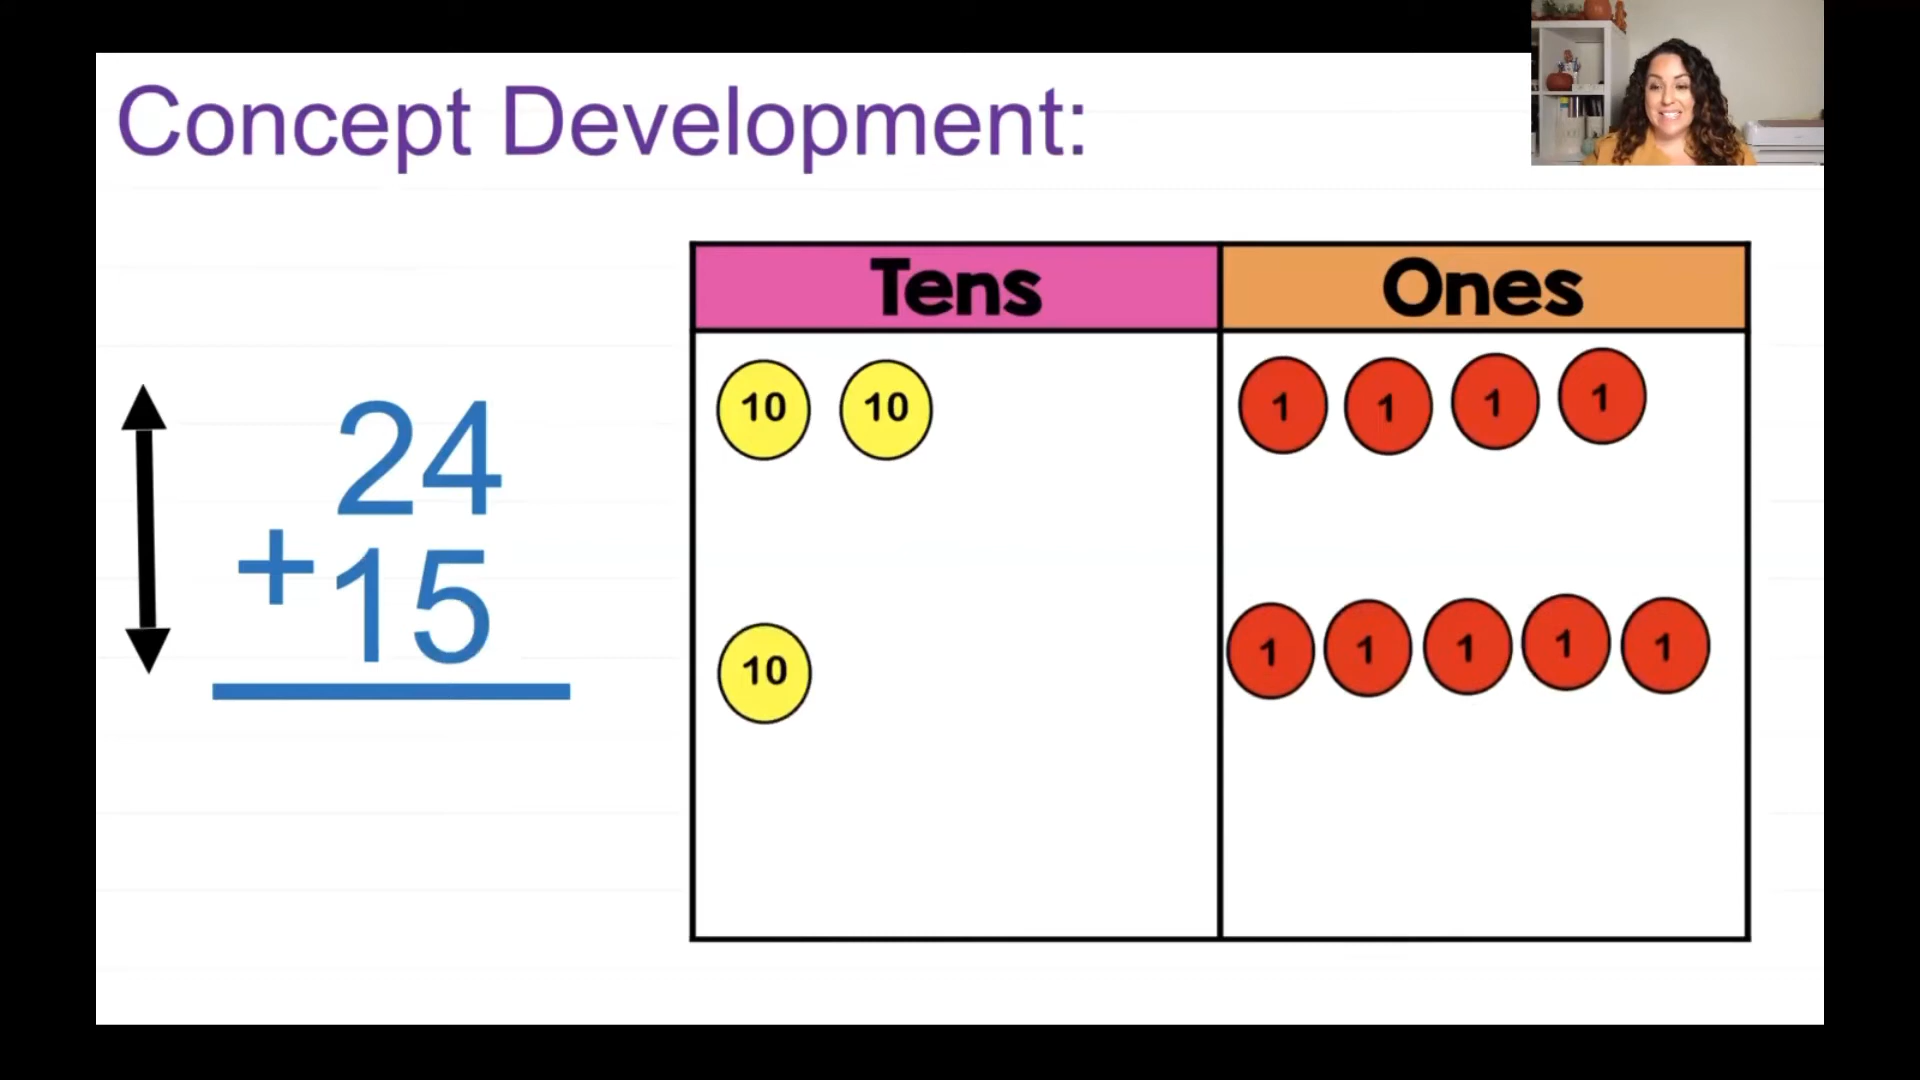 Concept Development:
24
+15
Tens Ones
10 10 1 1 1 1
10 1 1 1 1 1